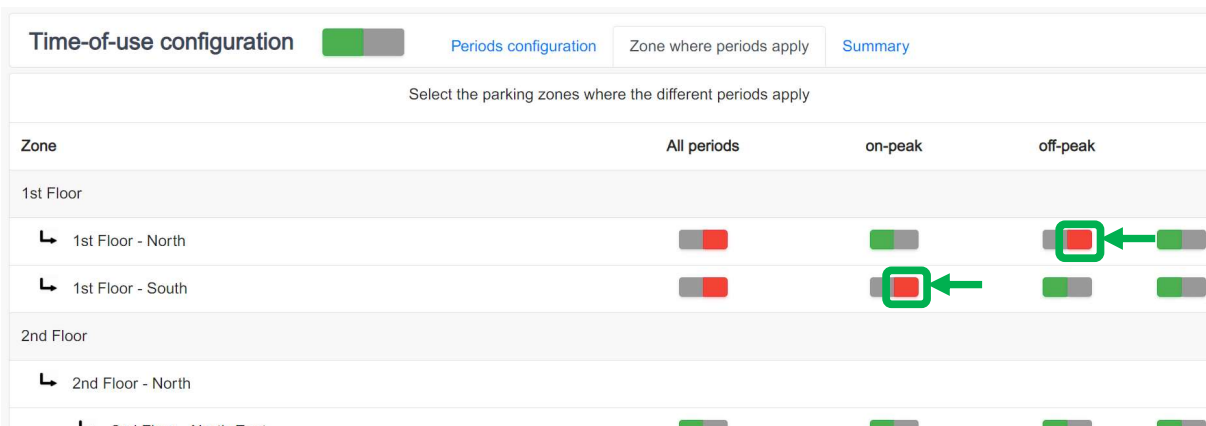 Time-of-use configuration Periods configuration Zone where periods apply Summary
Select the parking zones where the different periods apply
Zone All periods on-peak off-peak
1st Floor
1st Floor - North
1st Floor - South
2nd Floor
2nd Floor - North